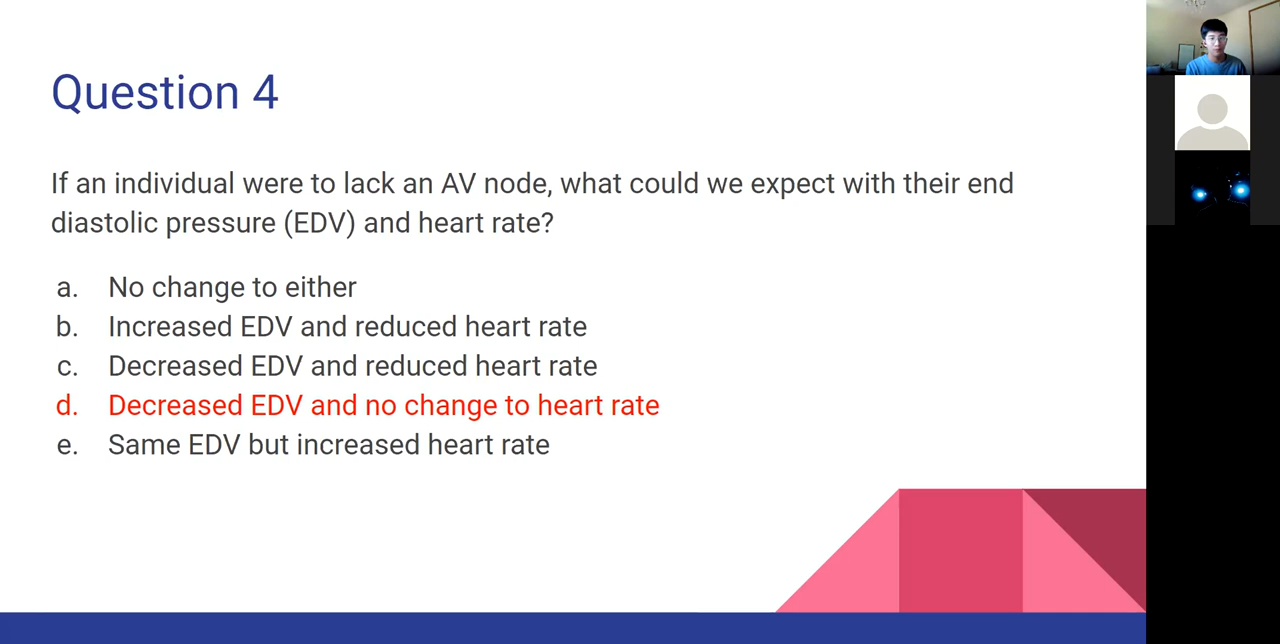 Question 4
If an individual were to lack an AV node, what could we expect with their end
diastolic pressure (EDV) and heart rate?
a. No change to either
b. Increased EDV and reduced heart rate
c. Decreased EDV and reduced heart rate
d. Decreased EDV and no change to heart rate
e. Same EDV but increased heart rate